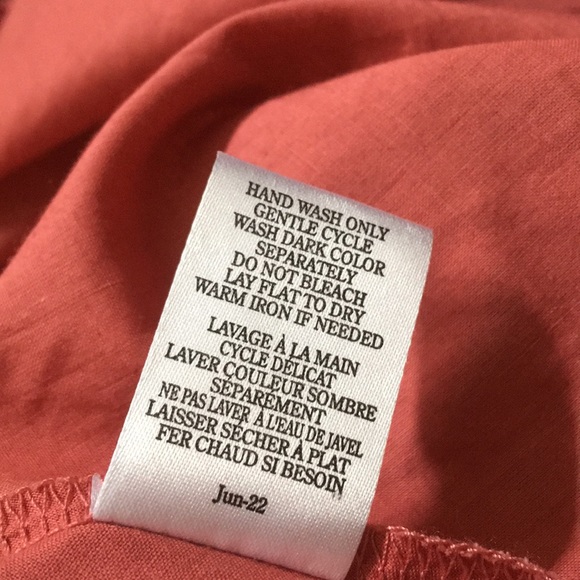 HAND WASH ONLY
GENTLE CYCLE
WASH DARK COLOR
SEPARATELY
DO NOT BLEACH
LAY FLAT TO DRY
WARM IRON IF NEEDED
LAVAGE À LA MAIN
CYCLE DÉLICAT
LAVER COULEUR SOMBRE
SÉPARÉMENT
NE PAS LAVER À L'EAU DE JAVEL
LAISSER SÉCHER À PLAT
FER CHAUD SI BESOIN
Jun-22